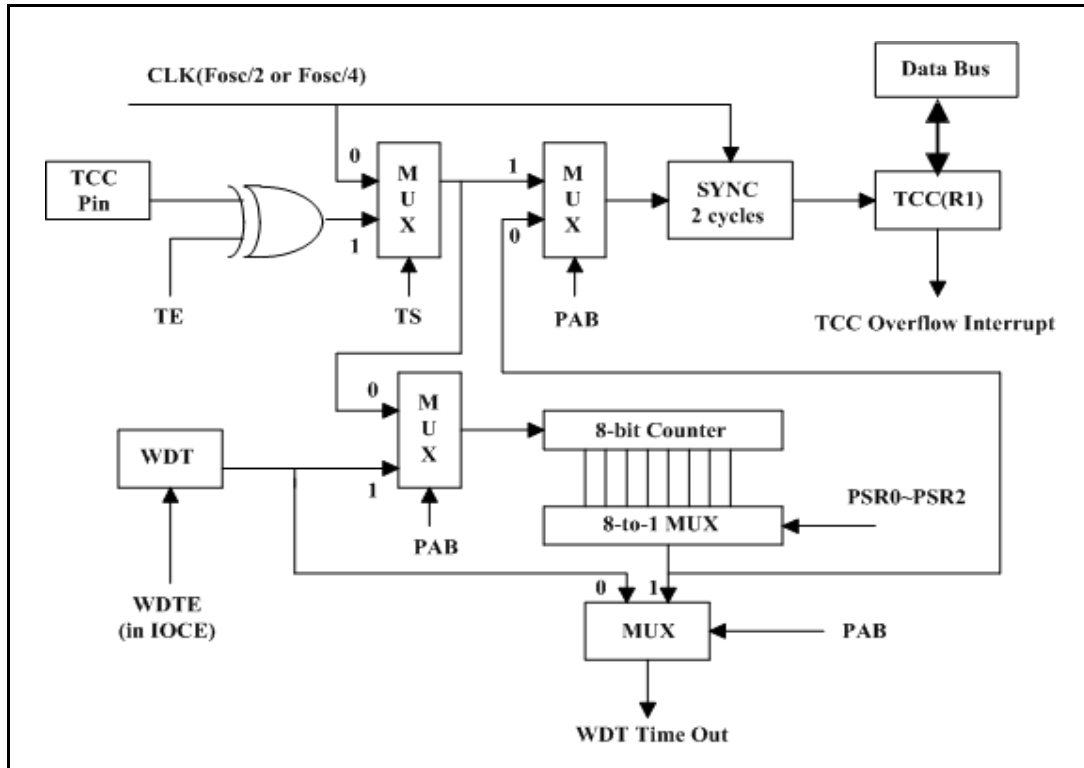 CLK(Fosc/2 or Fosc/4)
Data Bus
TCC
Pin
0
1
M
U
X
1
0
M
U
X
SYNC
2 cycles
TCC(R1)
TE
TS
PAB
TCC Overflow Interrupt
0
1
M
U
X
8-bit Counter
WDT
PSR0~PSR2
8-to-1 MUX
PAB
WDTE
(in IOCE)
0
1
MUX
PAB
WDT Time Out